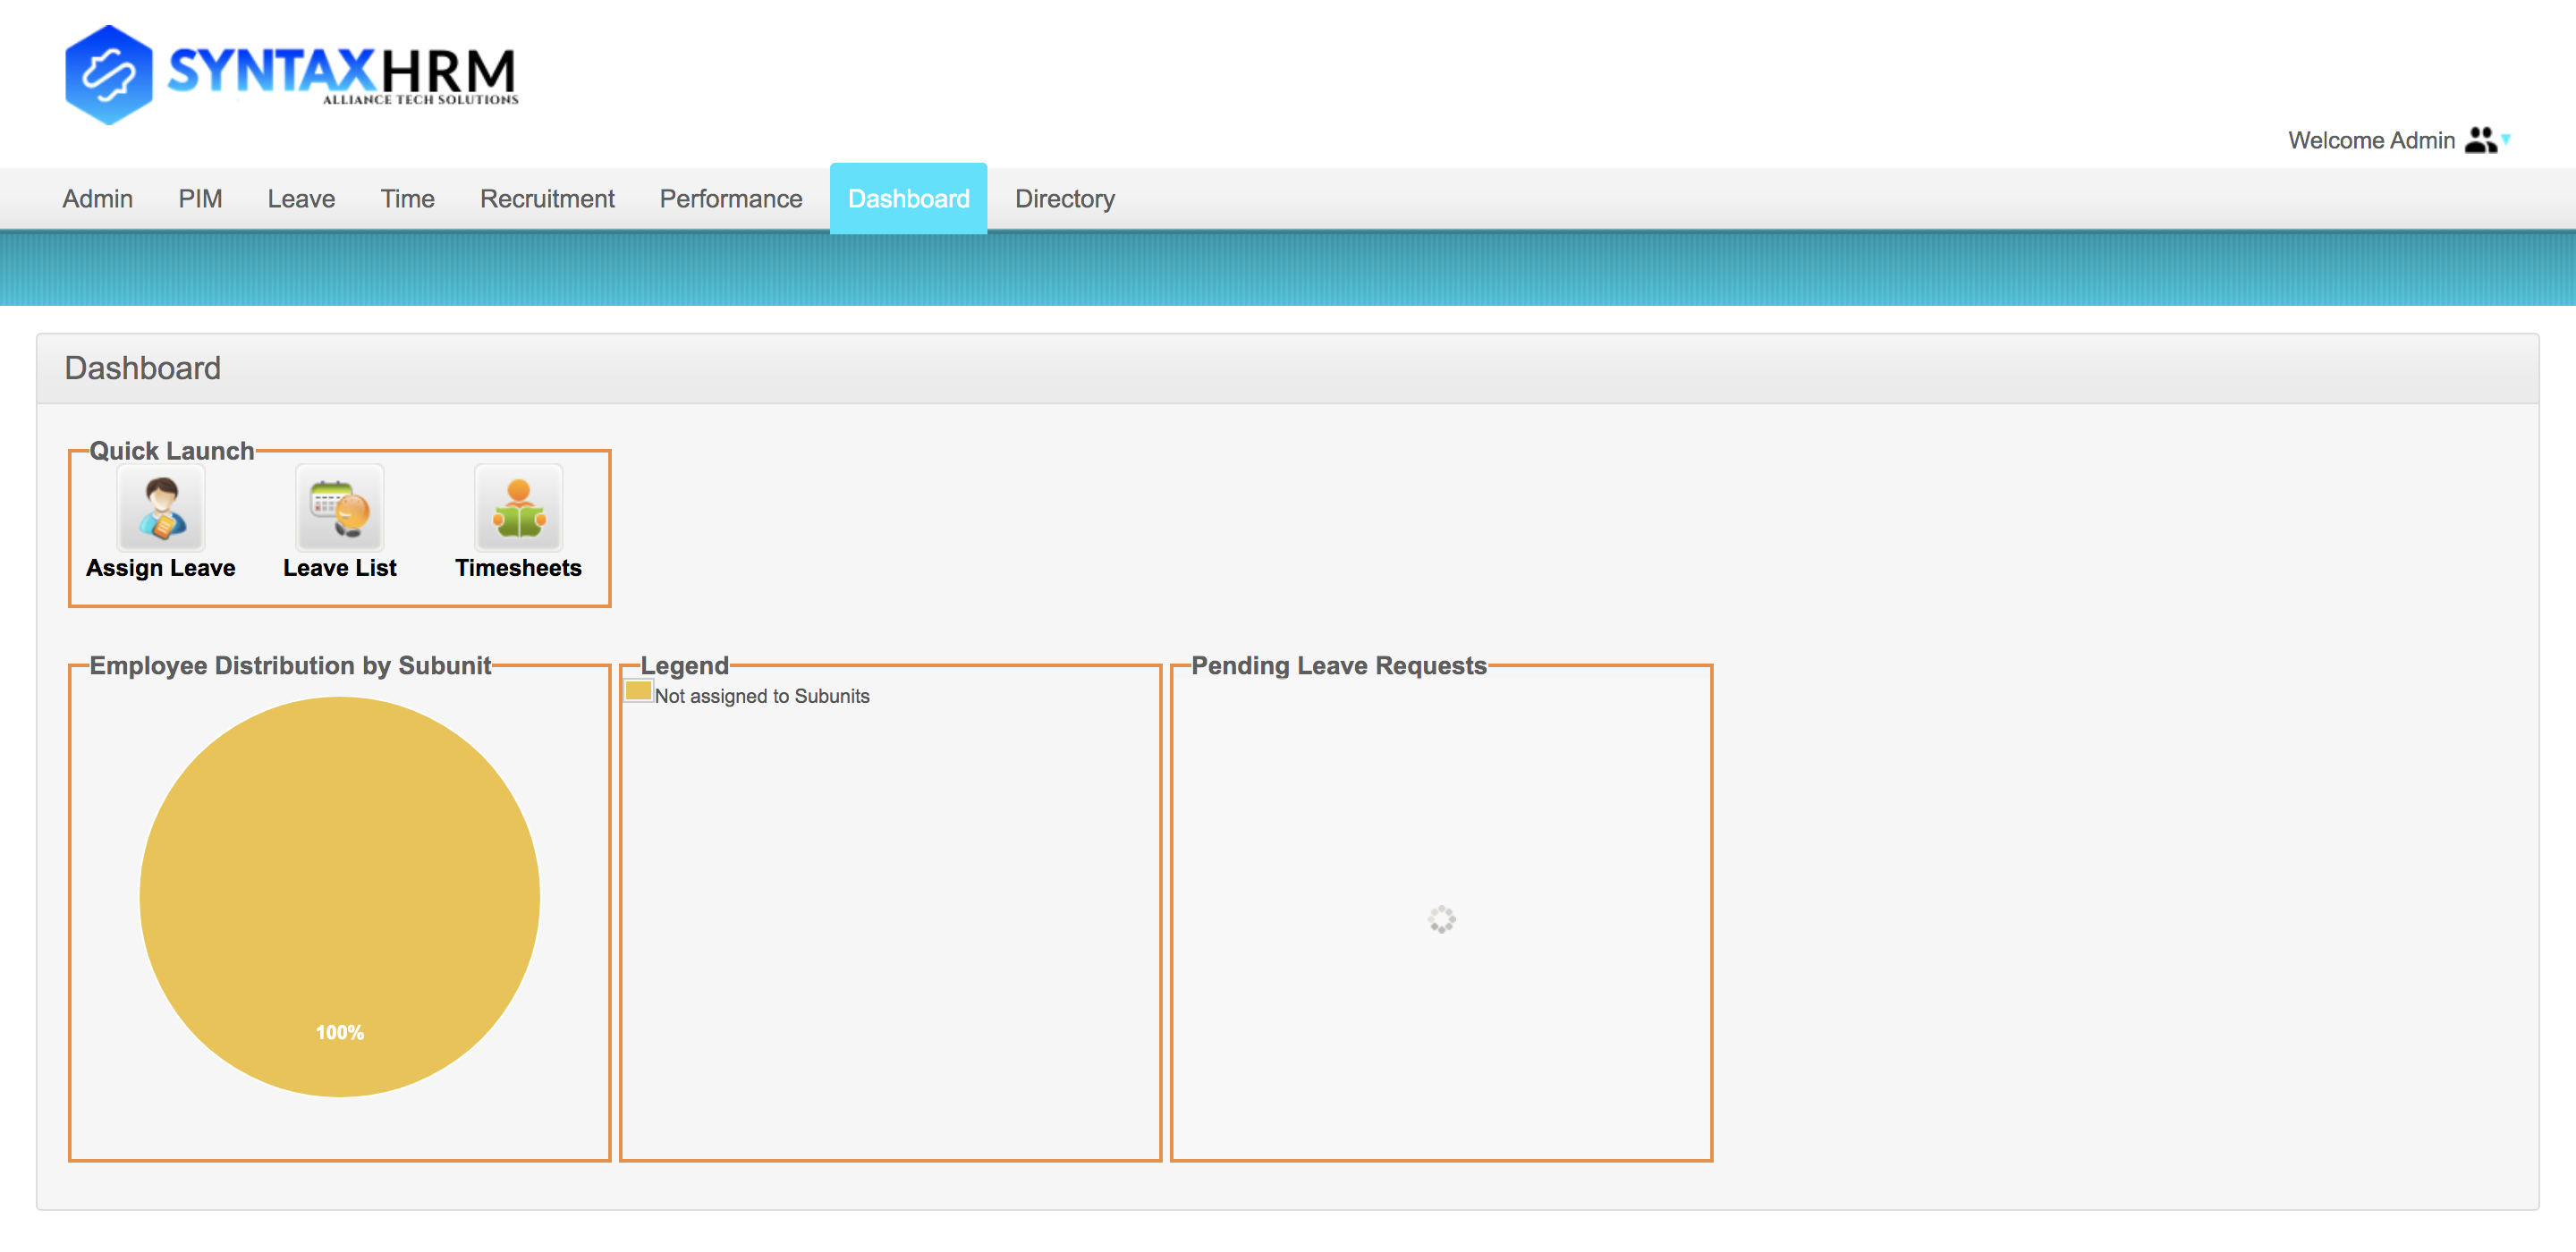 SYNTAXHRM
ALLIANCE TECH SOLUTIONS
Welcome Admin
Admin PIM Leave Time Recruitment Performance Dashboard Directory
Dashboard
Quick Launch
Assign Leave Leave List Timesheets
Employee Distribution by Subunit
100%
Legend
Not assigned to Subunits
Pending Leave Requests